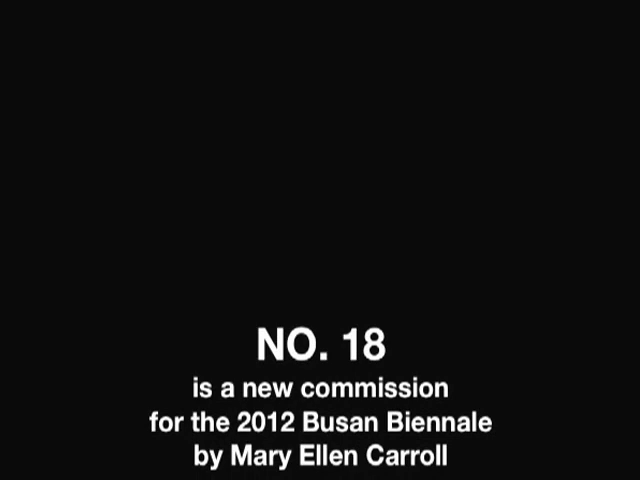 NO. 18
is a new commission
for the 2012 Busan Biennale
by Mary Ellen Carroll